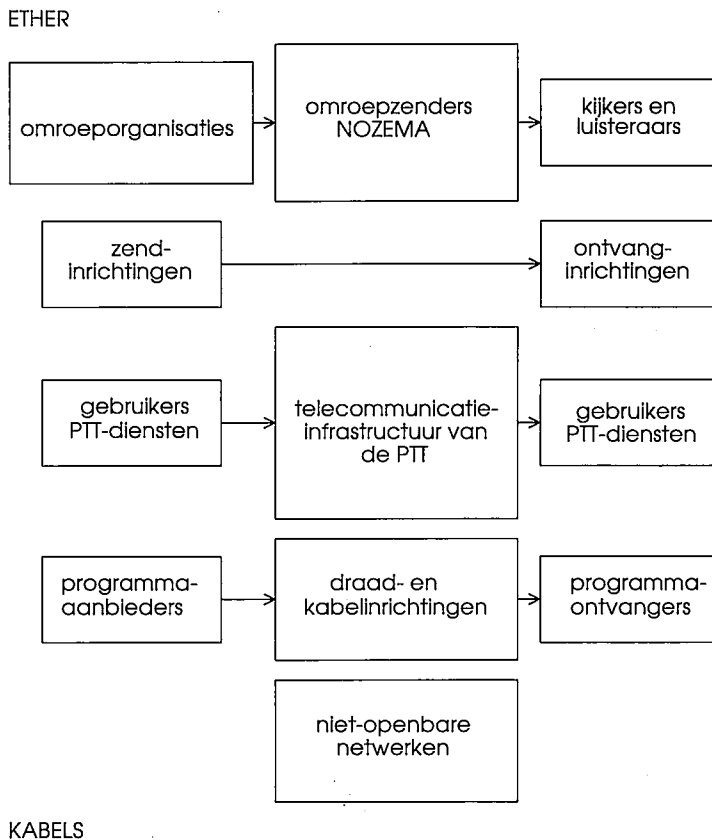 ETHER
omroeporganisaties
omroepzenders
NOZEMA
kijkers en
luisteraars
zend-
inrichtingen
ontvang-
inrichtingen
gebruikers
PTT-diensten
telecommunicatie-
infrastructuur van
de PTT
gebruikers
PTT-diensten
programma-
aanbieders
draad- en
kabelinrichtingen
programma-
ontvangers
niet-openbare
netwerken
KABELS